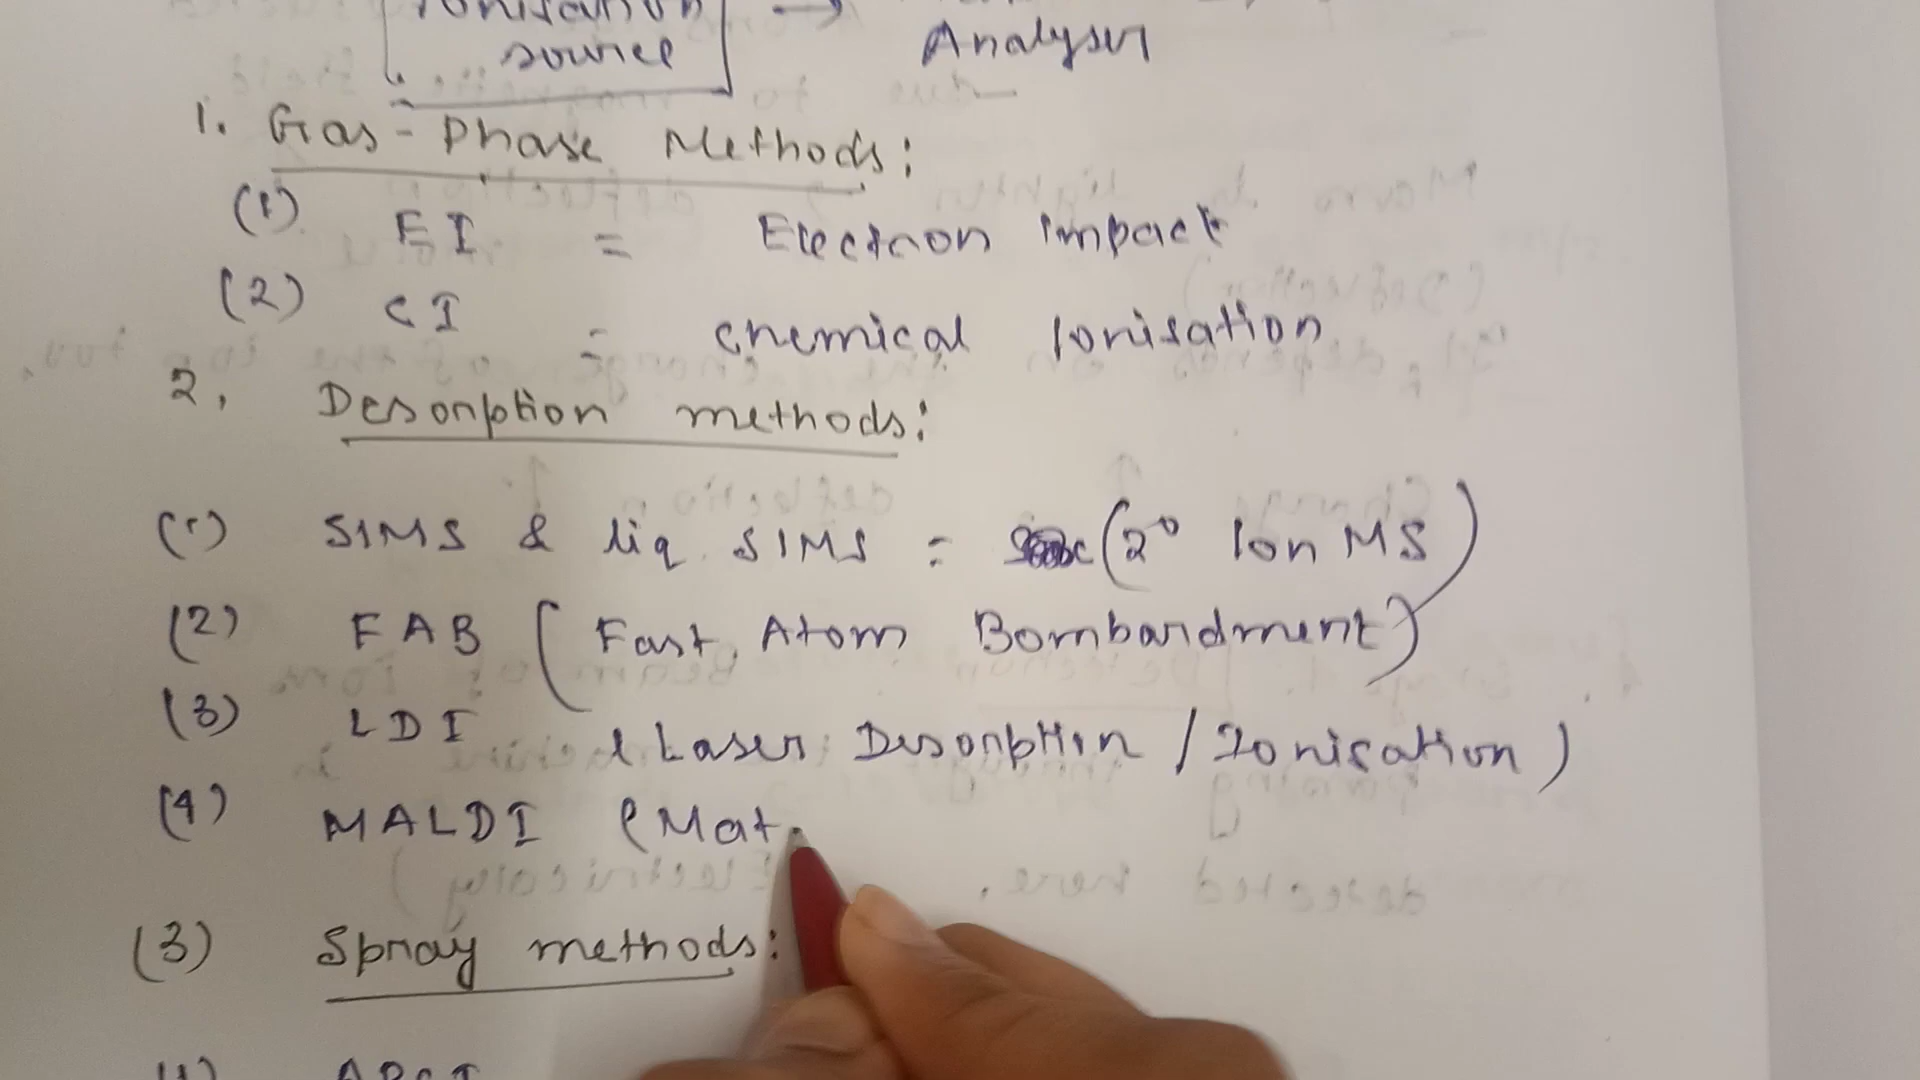 Ionisation →
source Analyser
1. Gas-Phase Methods:
(1) EI = Electron Impact
(2) CI = Chemical Ionisation
2. Desorption methods:
(1) SIMS & liq. SIMS = (2° Ion MS)
(2) FAB (Fast Atom Bombardment)
(3) LDI (Laser Desorption / Ionisation)
(4) MALDI (Mat
(3) Spray methods:
APCI